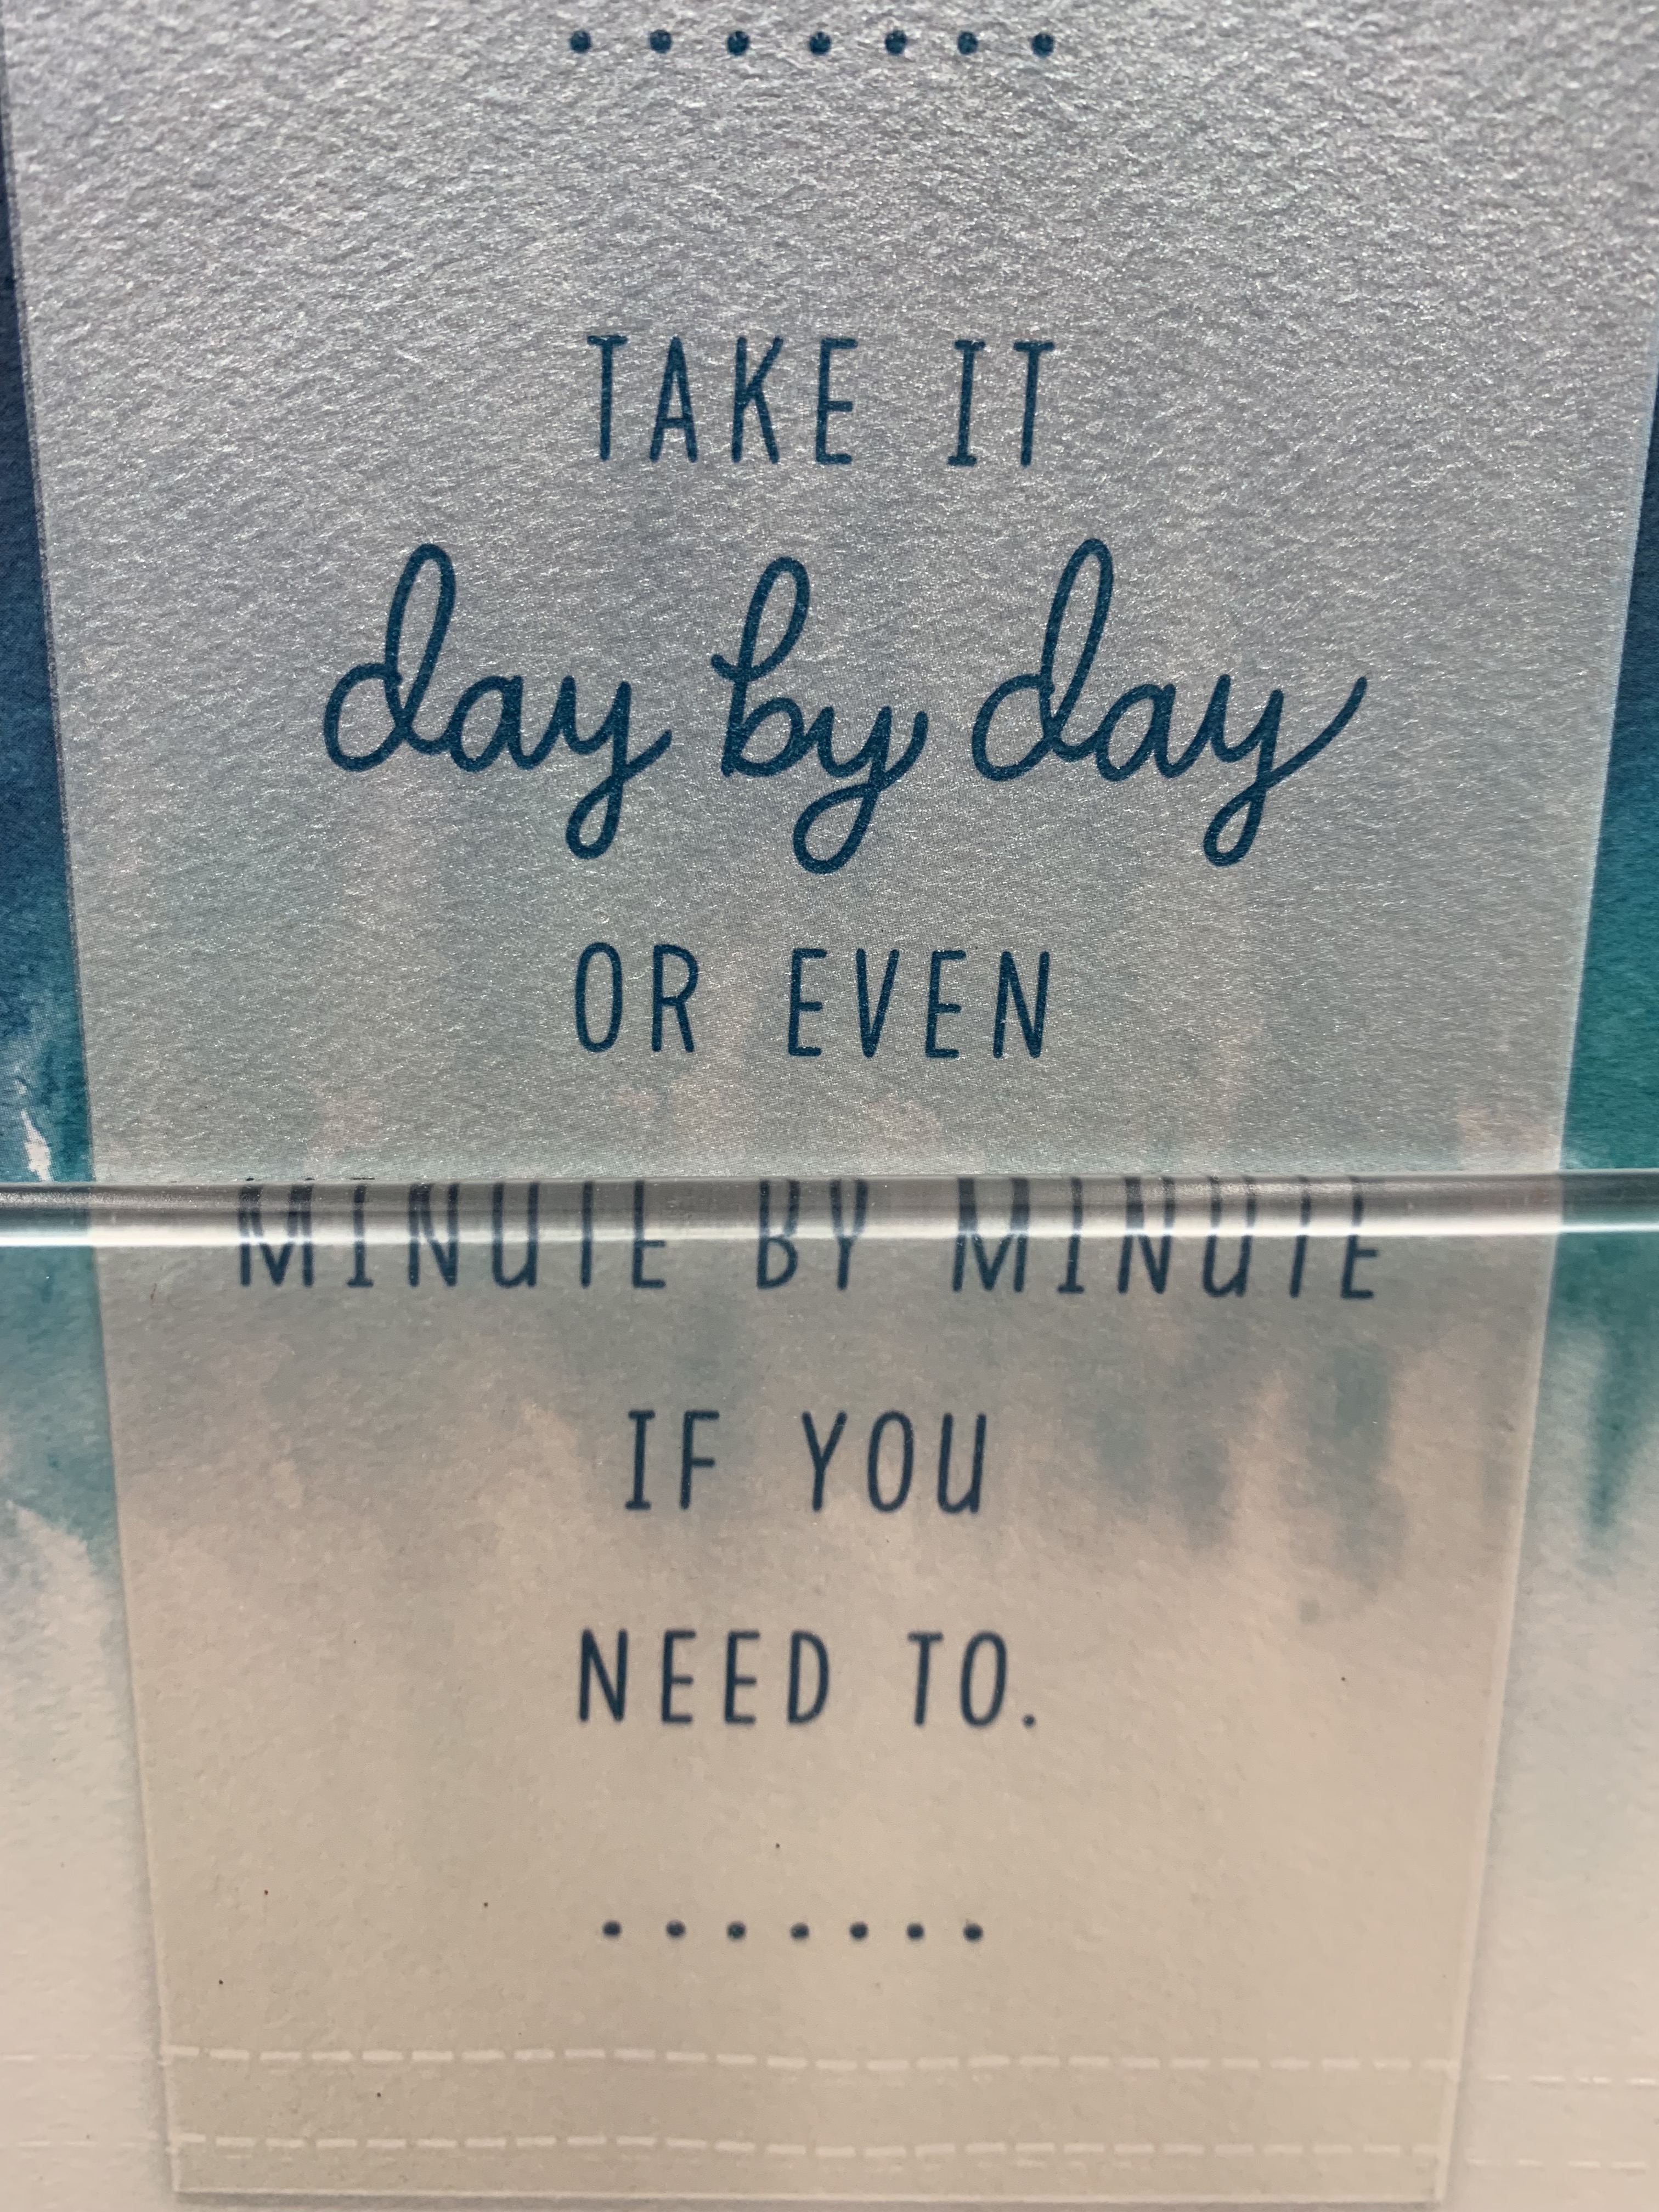 TAKE IT
day by day
OR EVEN
MINUTE BY MINUTE
IF YOU
NEED TO.